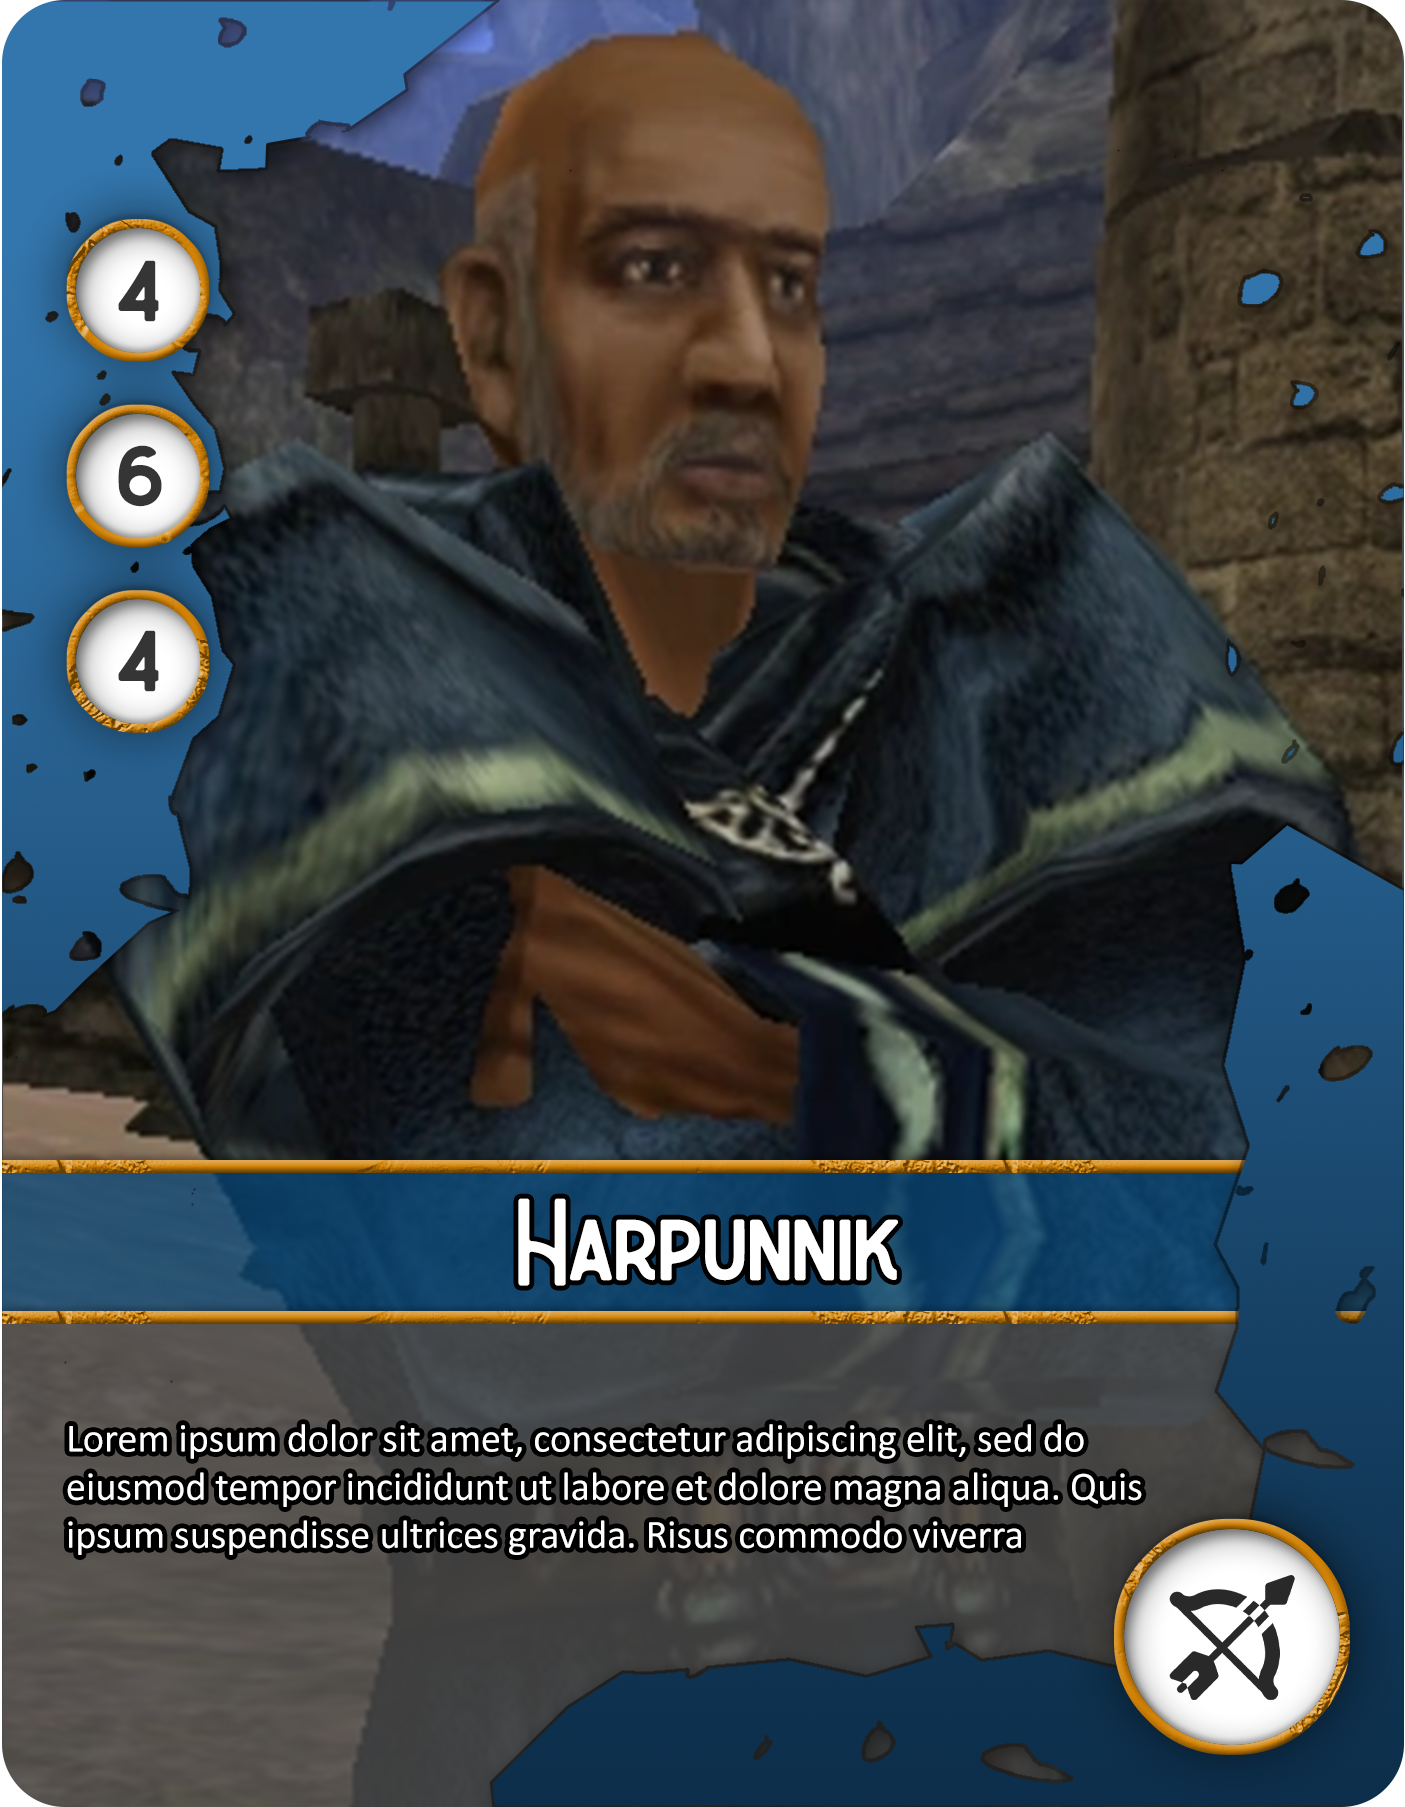 4
6
4
Harpunnik
Lorem ipsum dolor sit amet, consectetur adipiscing elit, sed do
eiusmod tempor incididunt ut labore et dolore magna aliqua. Quis
ipsum suspendisse ultrices gravida. Risus commodo viverra